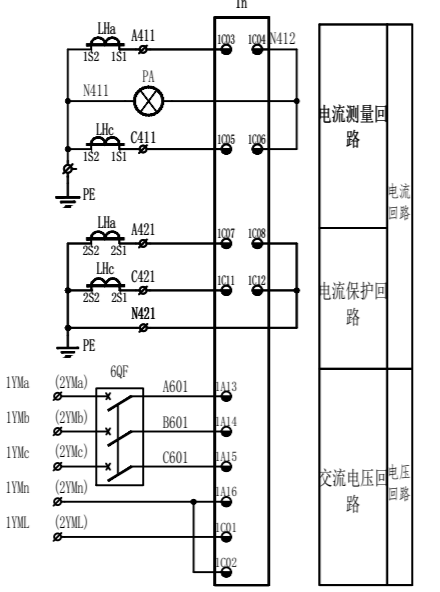 1n
LHa A411 1C03 1C04 N412
1S2 1S1
PA
N411
LHc C411 1C05 1C06
1S2 1S1
PE
电流测量回
路
LHa A421 1C07 1C08
2S2 2S1
LHc C421 1C11 1C12
2S2 2S1
N421
PE
电流保护回
路
电流
回路
6QF
1YMa (2YMa) A601 1A13
1YMb (2YMb) B601 1A14
1YMc (2YMc) C601 1A15
1YMn (2YMn) 1A16
1YML (2YML) 1C01
1C02
交流电压回
路
电压
回路